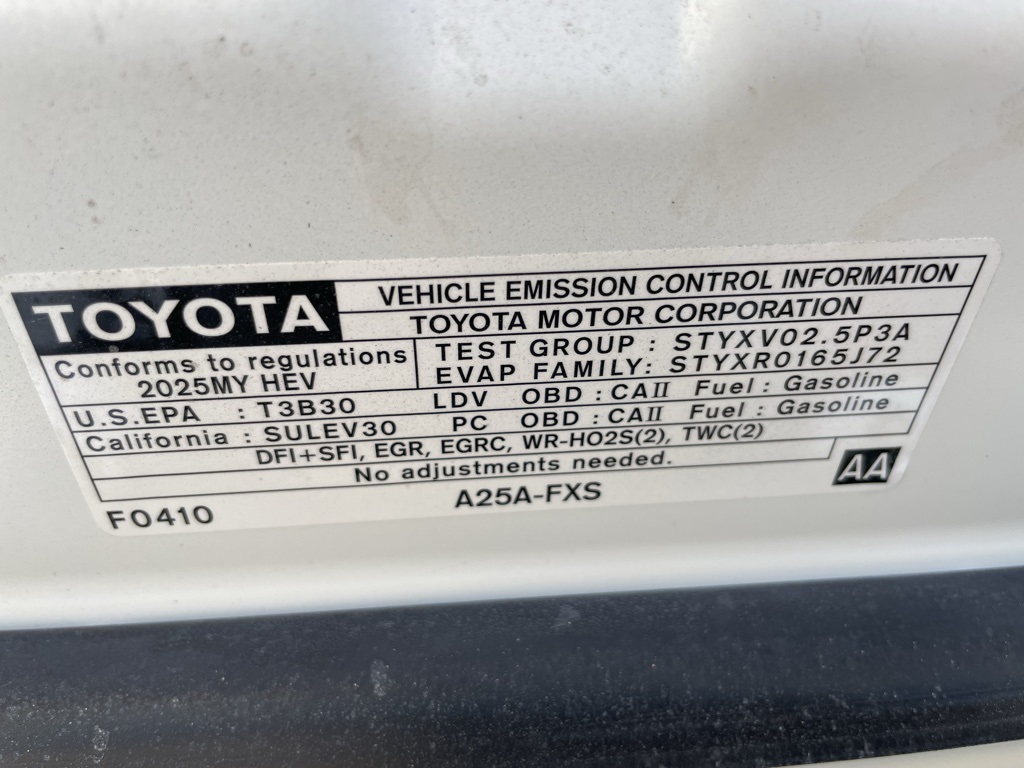 TOYOTA
VEHICLE EMISSION CONTROL INFORMATION
TOYOTA MOTOR CORPORATION
Conforms to regulations
2025MY HEV
TEST GROUP : STYXV02.5P3A
EVAP FAMILY: STYXR0165J72
U.S.EPA : T3B30 LDV OBD : CAII Fuel : Gasoline
California : SULEV30 PC OBD : CAII Fuel : Gasoline
DFI+SFI, EGR, EGRC, WR-HO2S(2), TWC(2)
No adjustments needed.
AA
F0410 A25A-FXS